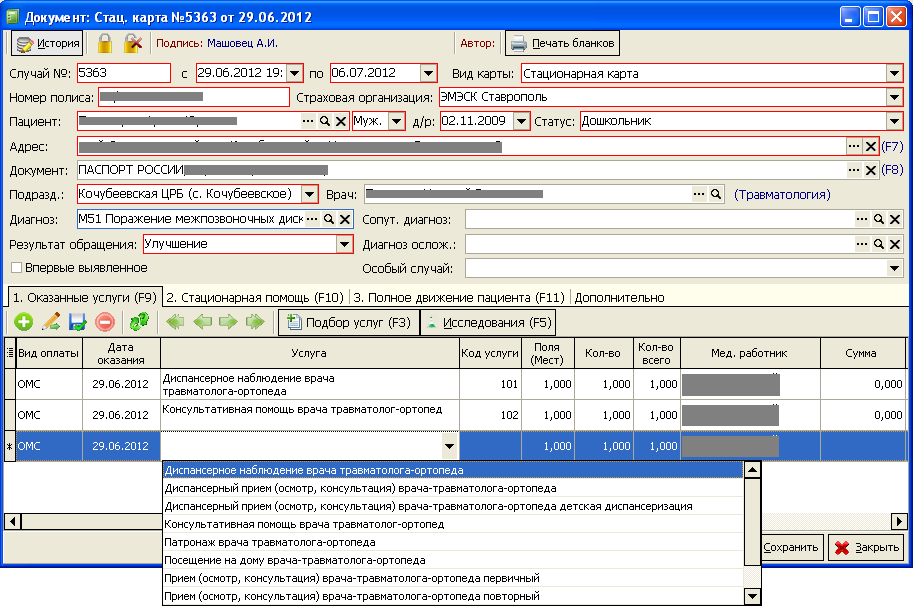 Документ: Стац. карта №5363 от 29.06.2012
История Подпись: Машовец А.И. Автор: Печать бланков
Случай №: 5363 с 29.06.2012 19: по 06.07.2012 Вид карты: Стационарная карта
Номер полиса: Страховая организация: ЭМЭСК Ставрополь
Пациент: Муж. д/р: 02.11.2009 Статус: Дошкольник
Адрес: (F7)
Документ: ПАСПОРТ РОССИИ (F8)
Подразд.: Кочубеевская ЦРБ (с. Кочубеевское) Врач: (Травматология)
Диагноз: M51 Поражение межпозвоночных диск Сопут. диагноз:
Результат обращения: Улучшение Диагноз ослож.:
Впервые выявленное Особый случай:
1. Оказанные услуги (F9) 2. Стационарная помощь (F10) 3. Полное движение пациента (F11) Дополнительно
Подбор услуг (F3) Исследования (F5)
Вид оплаты Дата оказания Услуга Код услуги Поля (Мест) Кол-во Кол-во всего Мед. работник Сумма
ОМС 29.06.2012 Диспансерное наблюдение врача травматолога-ортопеда 101 1,000 1,000 1,000 0,000
ОМС 29.06.2012 Консультативная помощь врача травматолог-ортопед 102 1,000 1,000 1,000 0,000
* ОМС 29.06.2012 1,000 1,000 1,000
Диспансерное наблюдение врача травматолога-ортопеда
Диспансерный прием (осмотр, консультация) врача-травматолога-ортопеда
Диспансерный прием (осмотр, консультация) врача-травматолога-ортопеда детская диспансеризация
Консультативная помощь врача травматолог-ортопед
Патронаж врача травматолога-ортопеда
Посещение на дому врача-травматолога-ортопеда
Прием (осмотр, консультация) врача-травматолога-ортопеда первичный
Прием (осмотр, консультация) врача-травматолога-ортопеда повторный
Сохранить Закрыть